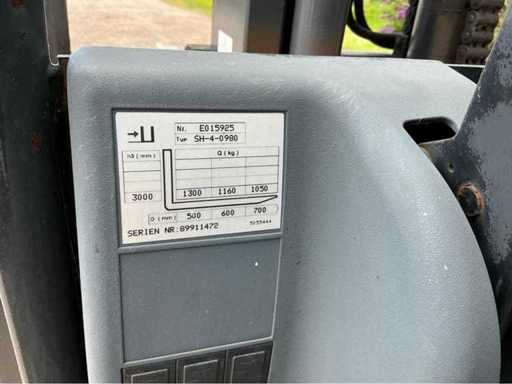 Nr. E015925
Typ SH-4-0980
h3 (mm) Q (kg)
3000 1300 1160 1050
D (mm) 500 600 700
SERIEN NR: 89911472